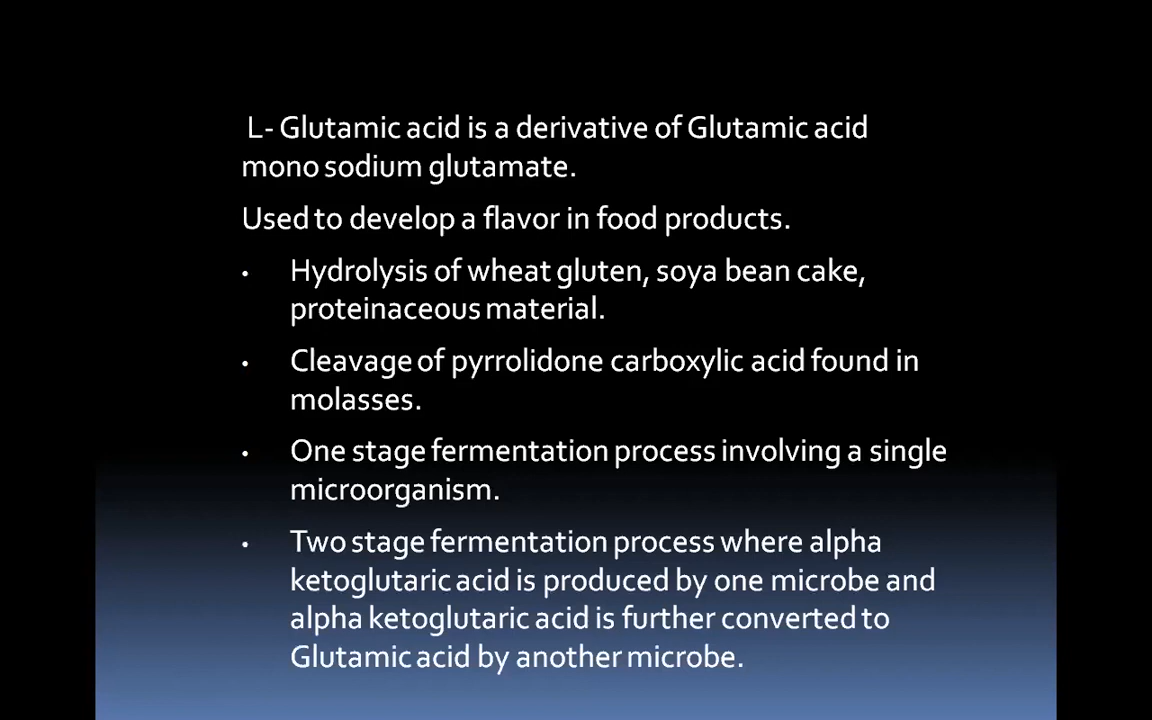 L- Glutamic acid is a derivative of Glutamic acid
mono sodium glutamate.
Used to develop a flavor in food products.
• Hydrolysis of wheat gluten, soya bean cake,
proteinaceous material.
• Cleavage of pyrrolidone carboxylic acid found in
molasses.
• One stage fermentation process involving a single
microorganism.
• Two stage fermentation process where alpha
ketoglutaric acid is produced by one microbe and
alpha ketoglutaric acid is further converted to
Glutamic acid by another microbe.